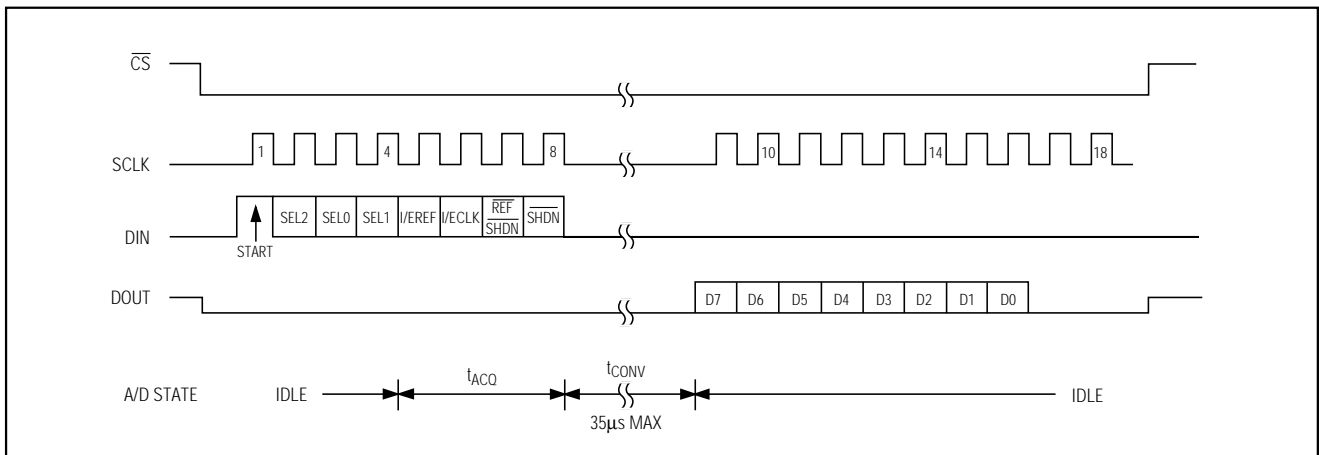 CS
SCLK
1 4 8 10 14 18
DIN
SEL2 SEL0 SEL1 I/EREF I/ECLK REF SHDN SHDN
START
DOUT
D7 D6 D5 D4 D3 D2 D1 D0
A/D STATE IDLE tACQ tCONV IDLE
35µs MAX